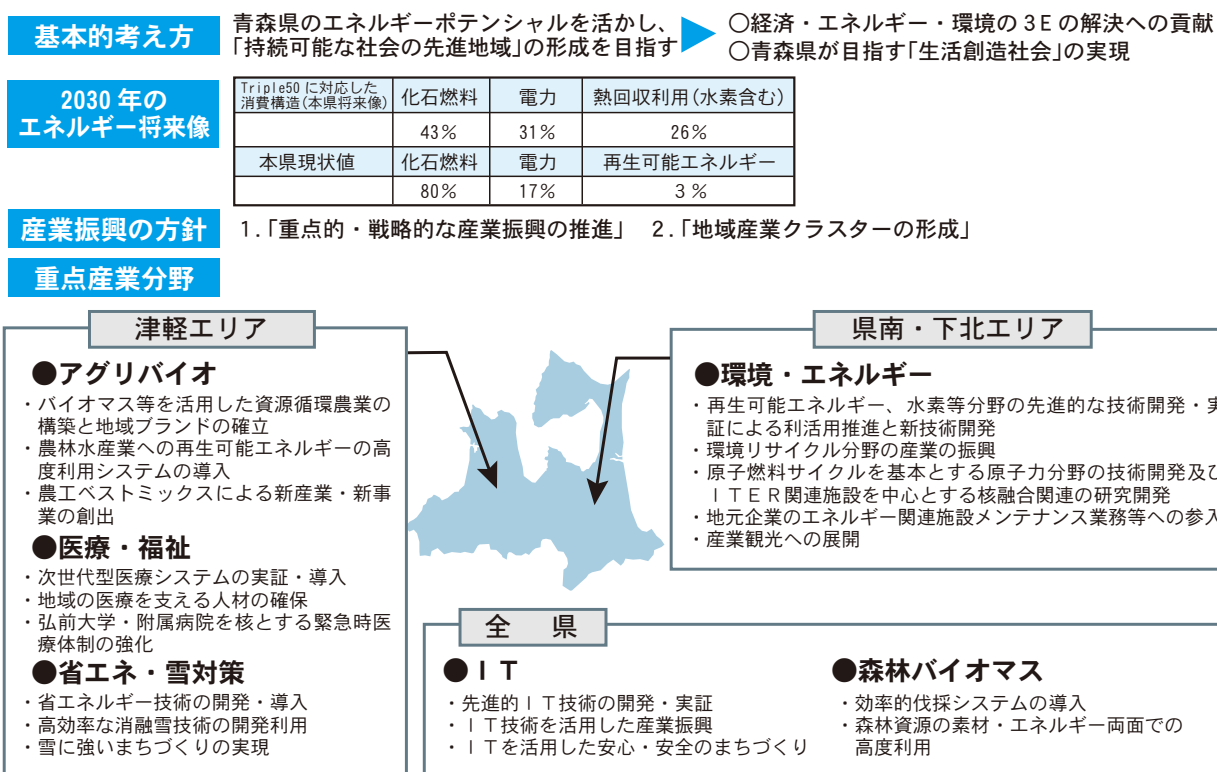 基本的考え方
青森県のエネルギーポテンシャルを活かし、
「持続可能な社会の先進地域」の形成を目指す
〇経済・エネルギー・環境の3Eの解決への貢献
〇青森県が目指す「生活創造社会」の実現
2030年の
エネルギー将来像
Triple50に対応した
消費構造(本県将来像)
化石燃料 電力 熱回収利用(水素含む)
43% 31% 26%
本県現状値 化石燃料 電力 再生可能エネルギー
80% 17% 3%
産業振興の方針
1.「重点的・戦略的な産業振興の推進」 2.「地域産業クラスターの形成」
重点産業分野
津軽エリア
●アグリバイオ
・バイオマス等を活用した資源循環農業の
構築と地域ブランドの確立
・農林水産業への再生可能エネルギーの高
度利用システムの導入
・農工ベストミックスによる新産業・新事
業の創出
●医療・福祉
・次世代型医療システムの実証・導入
・地域の医療を支える人材の確保
・弘前大学・附属病院を核とする緊急時医
療体制の強化
●省エネ・雪対策
・省エネルギー技術の開発・導入
・高効率な消融雪技術の開発利用
・雪に強いまちづくりの実現
県南・下北エリア
●環境・エネルギー
・再生可能エネルギー、水素等分野の先進的な技術開発・実
証による利活用推進と新技術開発
・環境リサイクル分野の産業の振興
・原子燃料サイクルを基本とする原子力分野の技術開発及び
ITER関連施設を中心とする核融合関連の研究開発
・地元企業のエネルギー関連施設メンテナンス業務等への参入
・産業観光への展開
全 県
●IT
・先進的IT技術の開発・実証
・IT技術を活用した産業振興
・ITを活用した安心・安全のまちづくり
●森林バイオマス
・効率的伐採システムの導入
・森林資源の素材・エネルギー両面での
高度利用